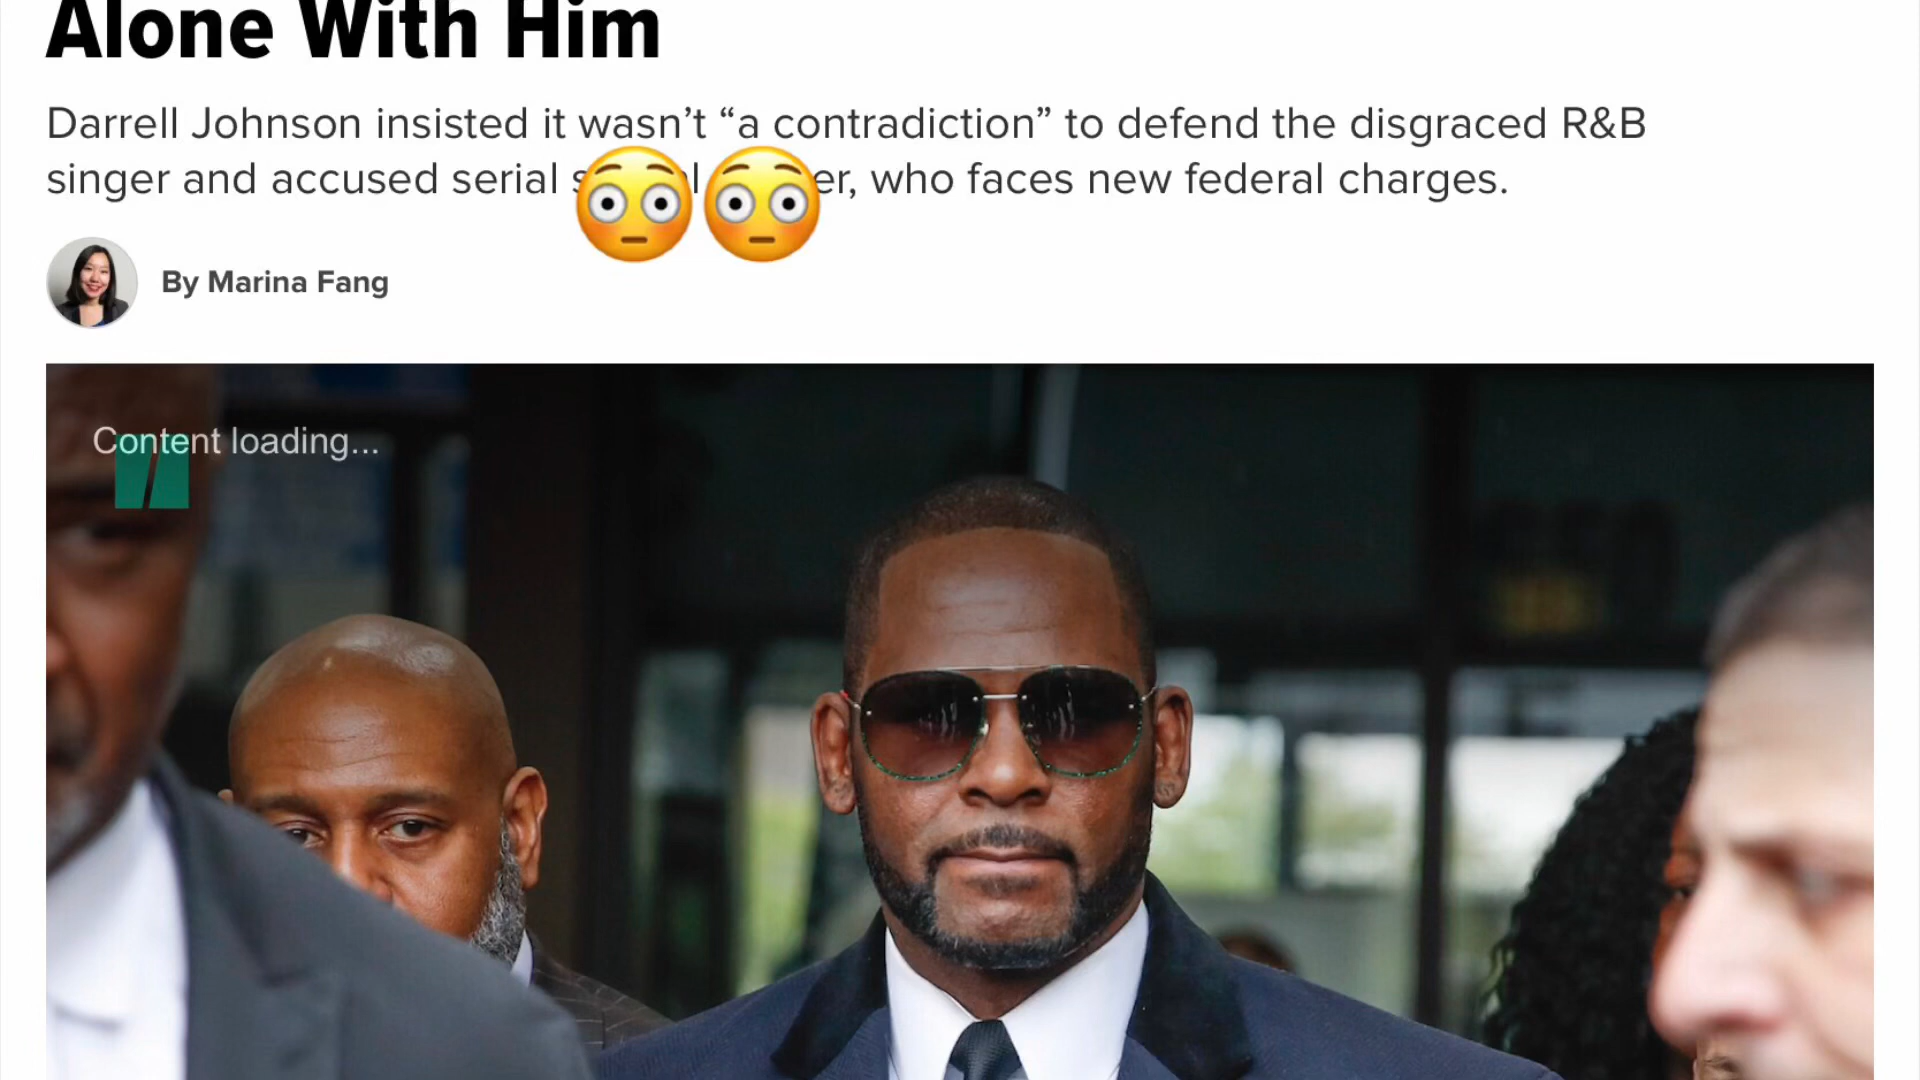 Alone With Him
Darrell Johnson insisted it wasn’t “a contradiction” to defend the disgraced R&B
singer and accused serial er, who faces new federal charges.
By Marina Fang
Content loading...